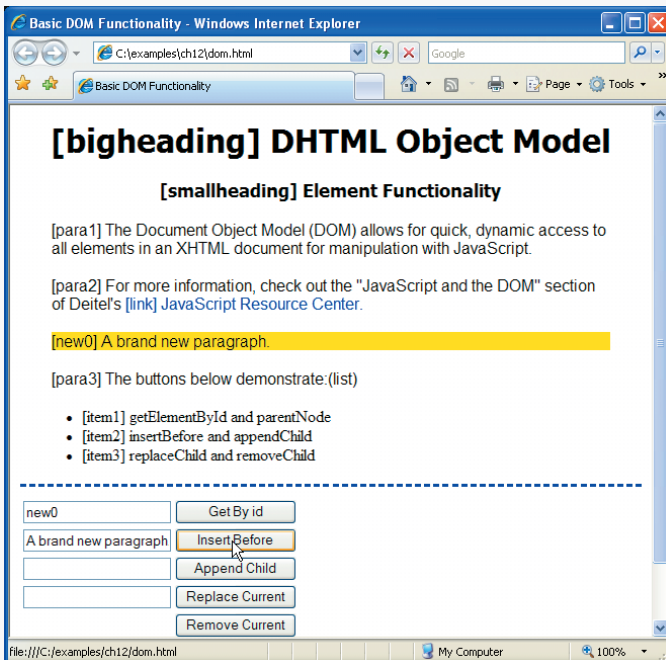 Basic DOM Functionality - Windows Internet Explorer
C:\examples\ch12\dom.html
Google
Basic DOM Functionality
Page
Tools
»
[bigheading] DHTML Object Model
[smallheading] Element Functionality
[para1] The Document Object Model (DOM) allows for quick, dynamic access to
all elements in an XHTML document for manipulation with JavaScript.
[para2] For more information, check out the "JavaScript and the DOM" section
of Deitel's [link] JavaScript Resource Center.
[new0] A brand new paragraph.
[para3] The buttons below demonstrate:(list)
• [item1] getElementById and parentNode
• [item2] insertBefore and appendChild
• [item3] replaceChild and removeChild
new0
Get By id
A brand new paragraph
Insert Before
Append Child
Replace Current
Remove Current
file:///C:/examples/ch12/dom.html
My Computer
100%